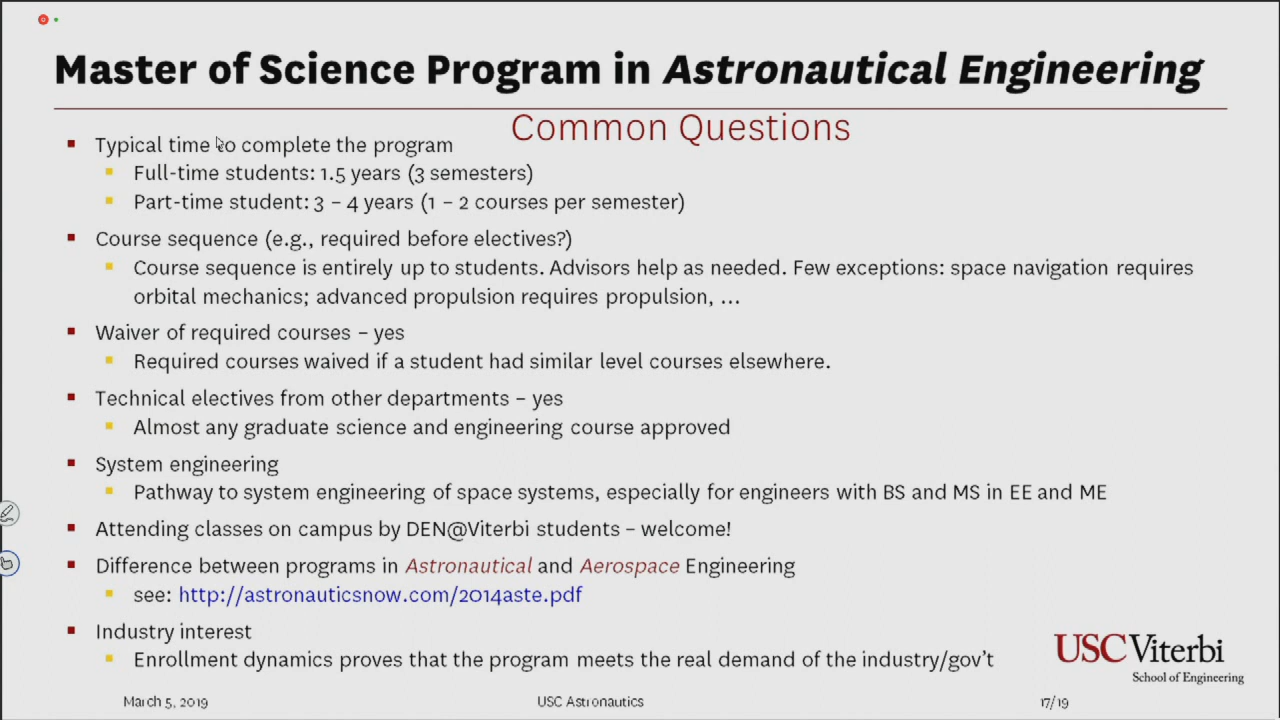 Master of Science Program in Astronautical Engineering
Common Questions
Typical time to complete the program
Full-time students: 1.5 years (3 semesters)
Part-time student: 3 – 4 years (1 – 2 courses per semester)
Course sequence (e.g., required before electives?)
Course sequence is entirely up to students. Advisors help as needed. Few exceptions: space navigation requires
orbital mechanics; advanced propulsion requires propulsion, ...
Waiver of required courses – yes
Required courses waived if a student had similar level courses elsewhere.
Technical electives from other departments – yes
Almost any graduate science and engineering course approved
System engineering
Pathway to system engineering of space systems, especially for engineers with BS and MS in EE and ME
Attending classes on campus by DEN@Viterbi students – welcome!
Difference between programs in Astronautical and Aerospace Engineering
see: http://astronauticsnow.com/2014aste.pdf
Industry interest
Enrollment dynamics proves that the program meets the real demand of the industry/gov't
USC Viterbi
School of Engineering
March 5, 2019
USC Astronautics
17/19